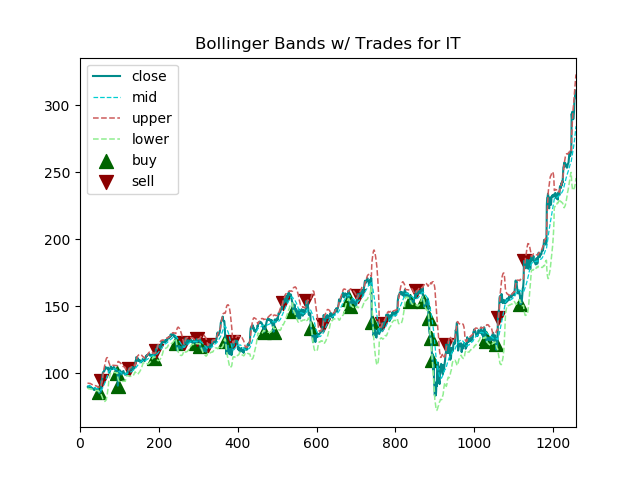 Bollinger Bands w/ Trades for IT
close
mid
upper
lower
buy
sell
300
250
200
150
100
0 200 400 600 800 1000 1200